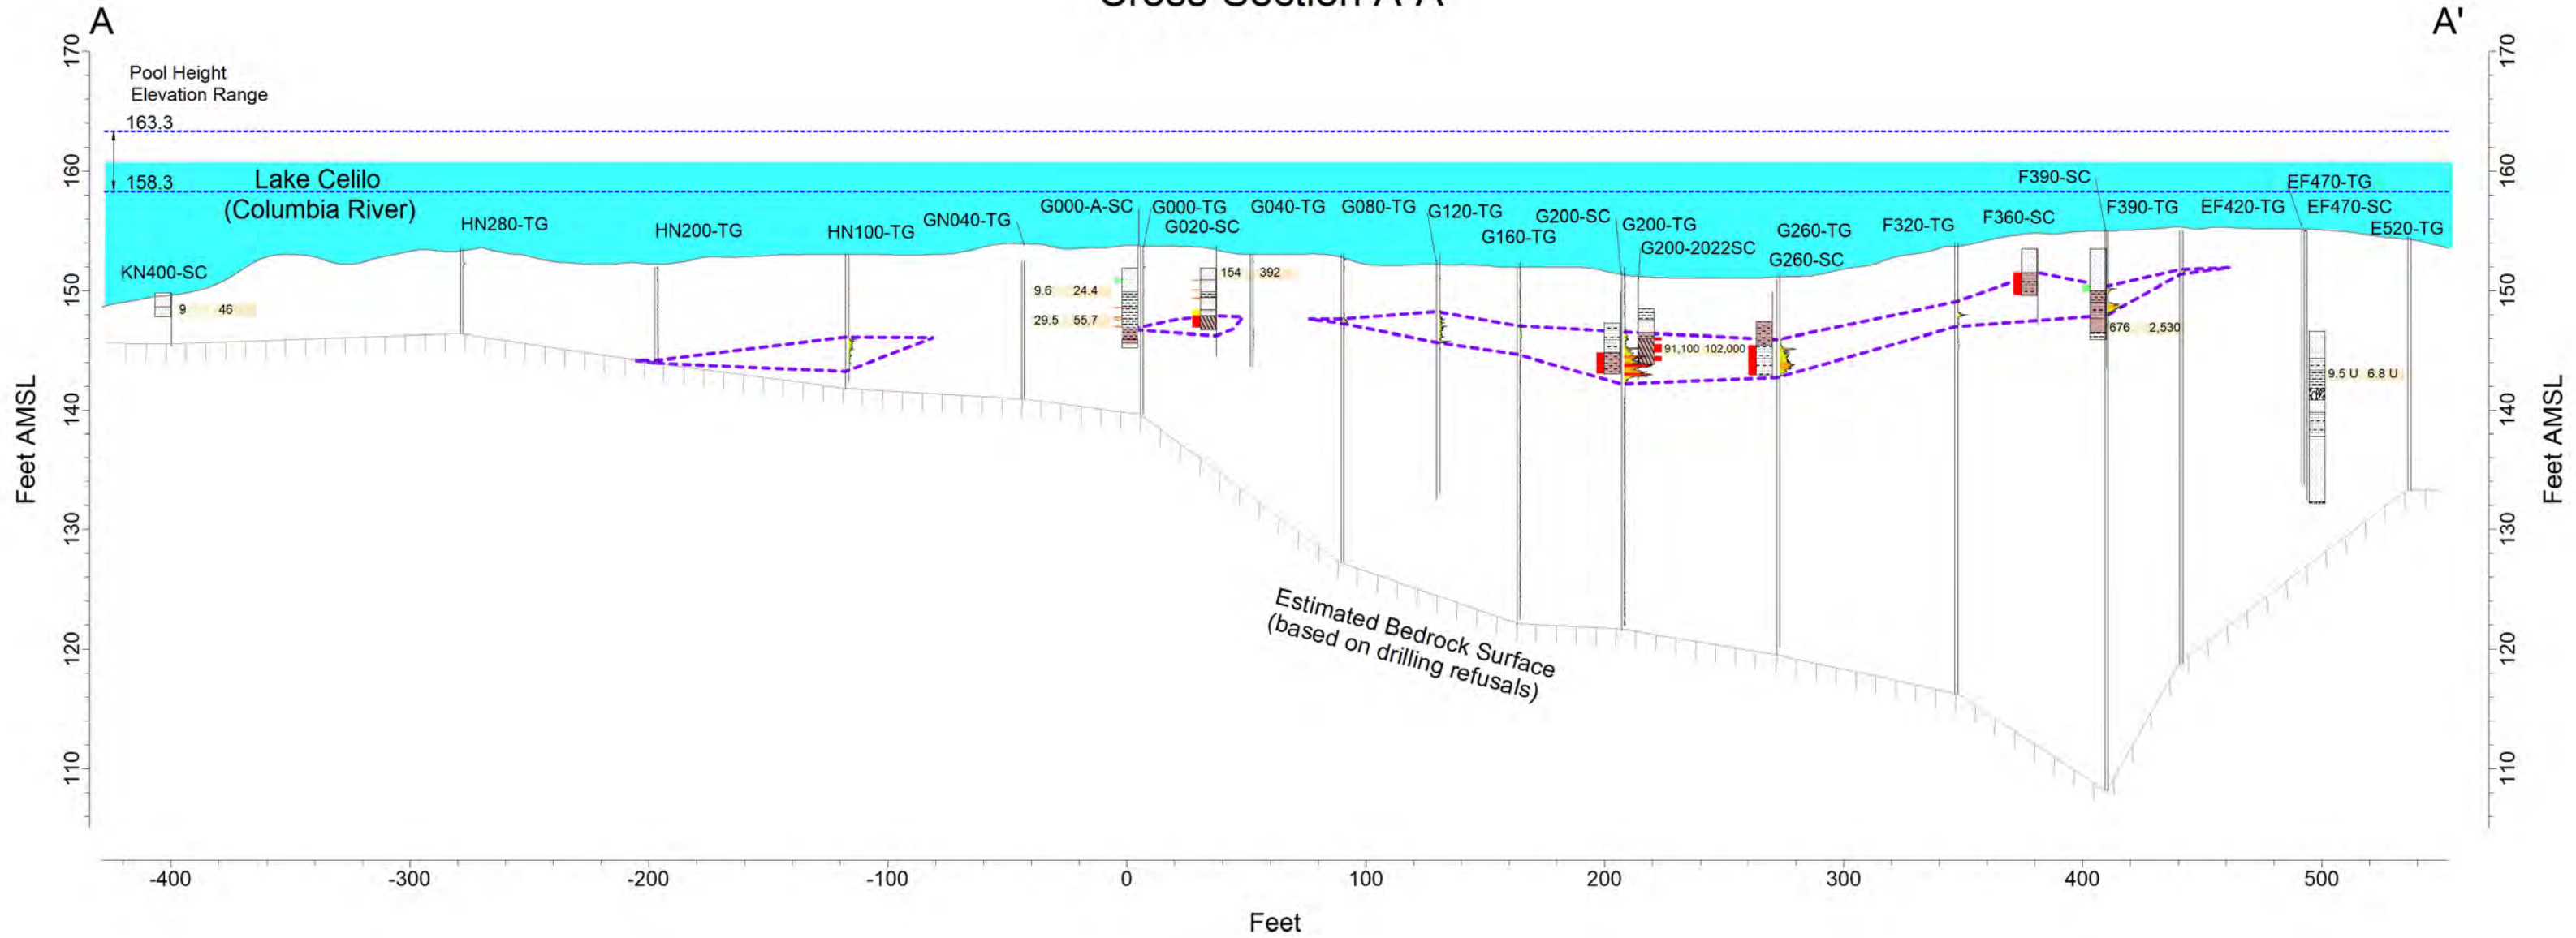 Cross Section A-A'
A
A'
170
160
150
140
130
120
110
Feet AMSL
Pool Height
Elevation Range
163.3
158.3
Lake Celilo
(Columbia River)
KN400-SC
9 46
HN280-TG
HN200-TG
HN100-TG
GN040-TG
G000-A-SC
G000-TG
G020-SC
9.6 24.4
29.5 55.7
154 392
G040-TG
G080-TG
G120-TG
G160-TG
G200-SC
G200-TG
G200-2022SC
91,100 102,000
G260-TG
G260-SC
F320-TG
F360-SC
F390-SC
F390-TG
676 2,530
EF420-TG
EF470-TG
EF470-SC
9.5 U 6.8 U
E520-TG
Estimated Bedrock Surface
(based on drilling refusals)
170
160
150
140
130
120
110
Feet AMSL
-400 -300 -200 -100 0 100 200 300 400 500
Feet